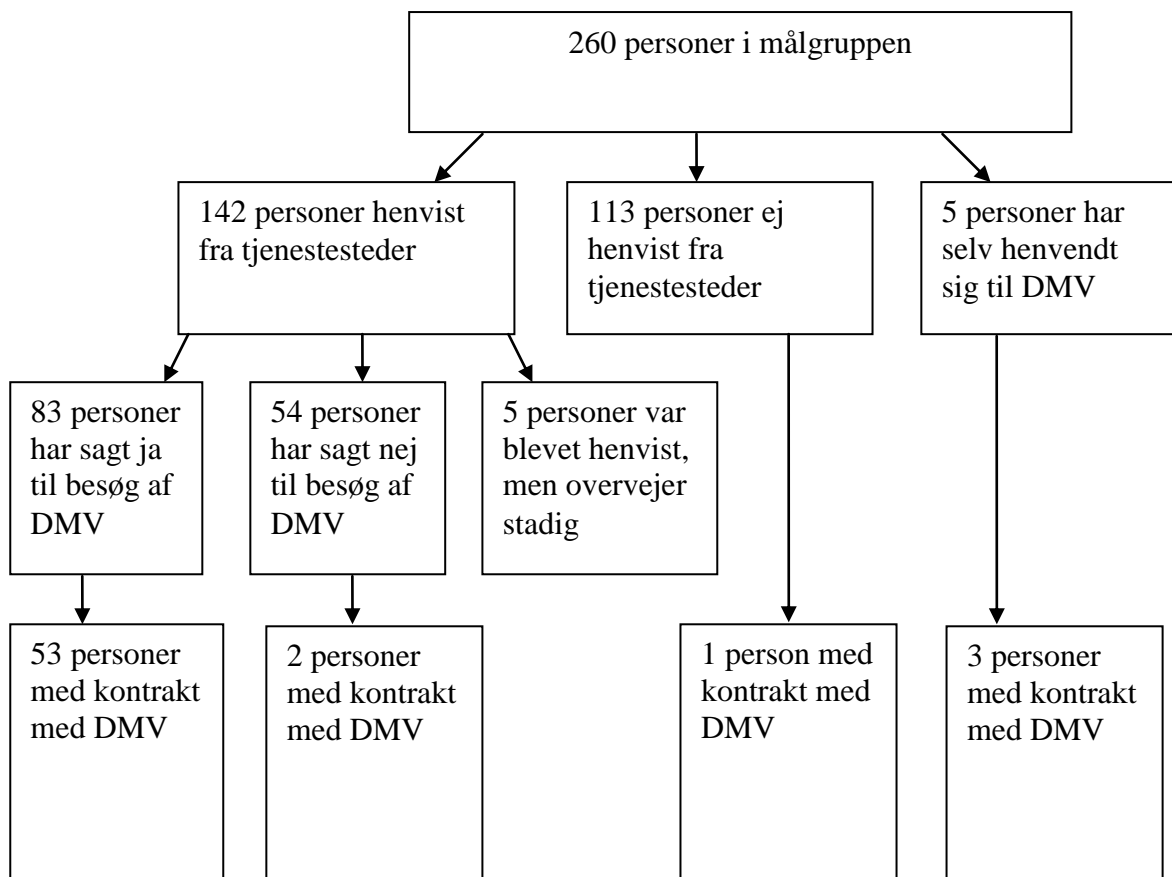 260 personer i målgruppen
142 personer henvist
fra tjenestesteder
113 personer ej
henvist fra
tjenestesteder
5 personer har
selv henvendt
sig til DMV
83 personer
har sagt ja
til besøg af
DMV
54 personer
har sagt nej
til besøg af
DMV
5 personer var
blevet henvist,
men overvejer
stadig
53 personer
med kontrakt
med DMV
2 personer
med kontrakt
med DMV
1 person med
kontrakt med
DMV
3 personer
med kontrakt
med DMV